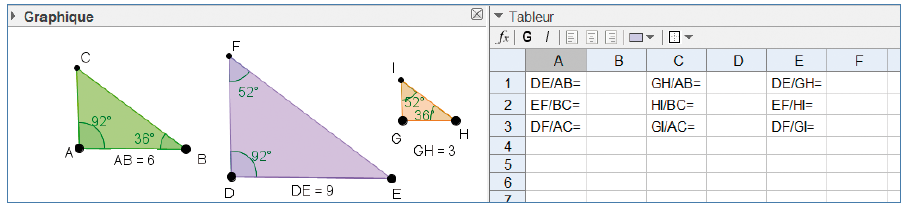 Graphique
C
92°
36°
A
AB = 6
B
F
52°
92°
D
DE = 9
E
I
52°
36°
G
H
GH = 3
Tableur
fx G I
A B C D E F
1 DE/AB= GH/AB= DE/GH=
2 EF/BC= HI/BC= EF/HI=
3 DF/AC= GI/AC= DF/GI=
4
5
6
7